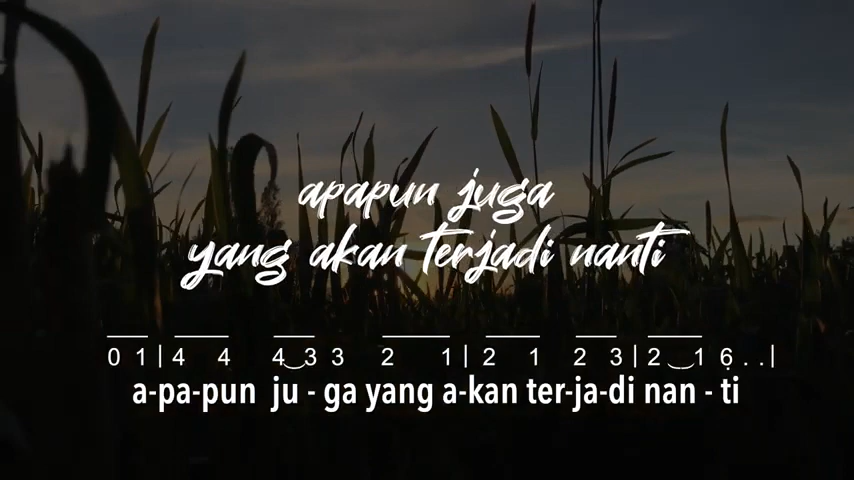 apapun juga
yang akan terjadi nanti
0 1 | 4 4 4 3 3 2 1 | 2 1 2 3 | 2 1 6̣ . . |
a-pa-pun ju - ga yang a-kan ter-ja-di nan - ti